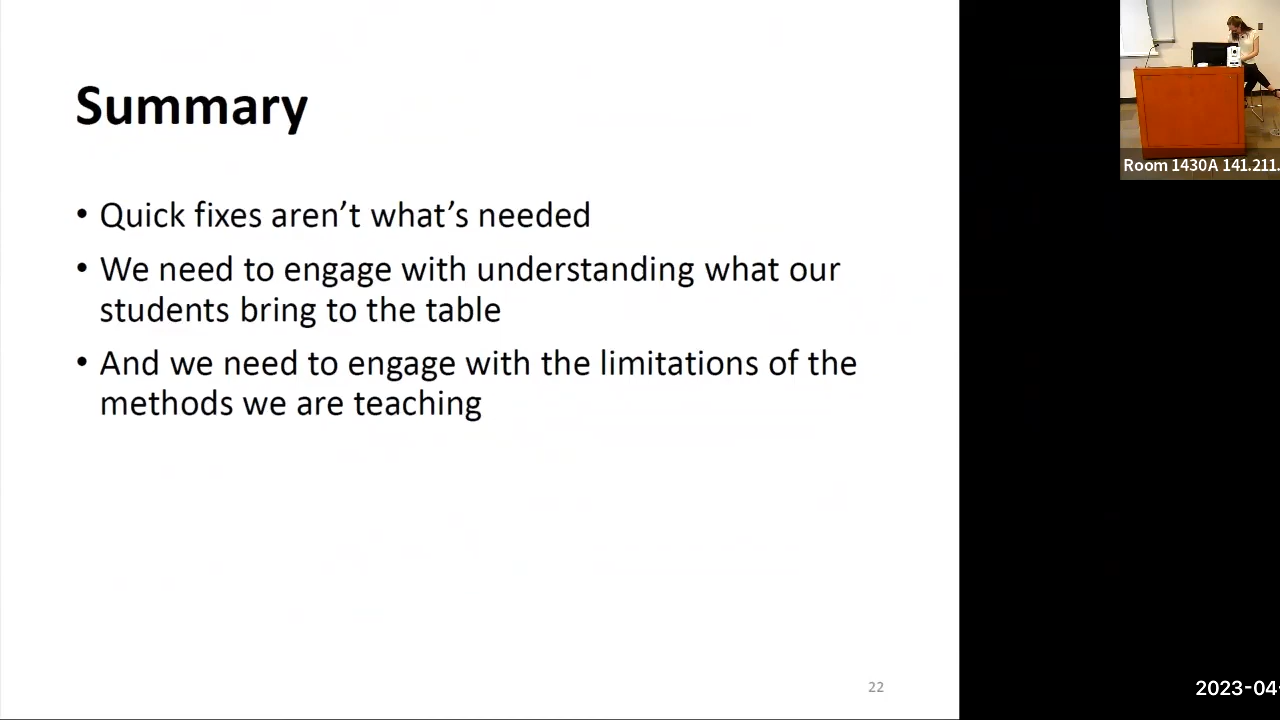 Summary
• Quick fixes aren’t what’s needed
• We need to engage with understanding what our
students bring to the table
• And we need to engage with the limitations of the
methods we are teaching
22
Room 1430A 141.211.
2023-04-